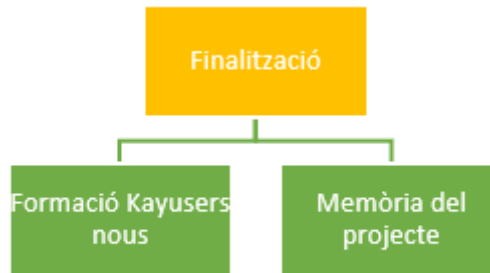 Finalització
Formació Kayusers
nous
Memòria del
projecte